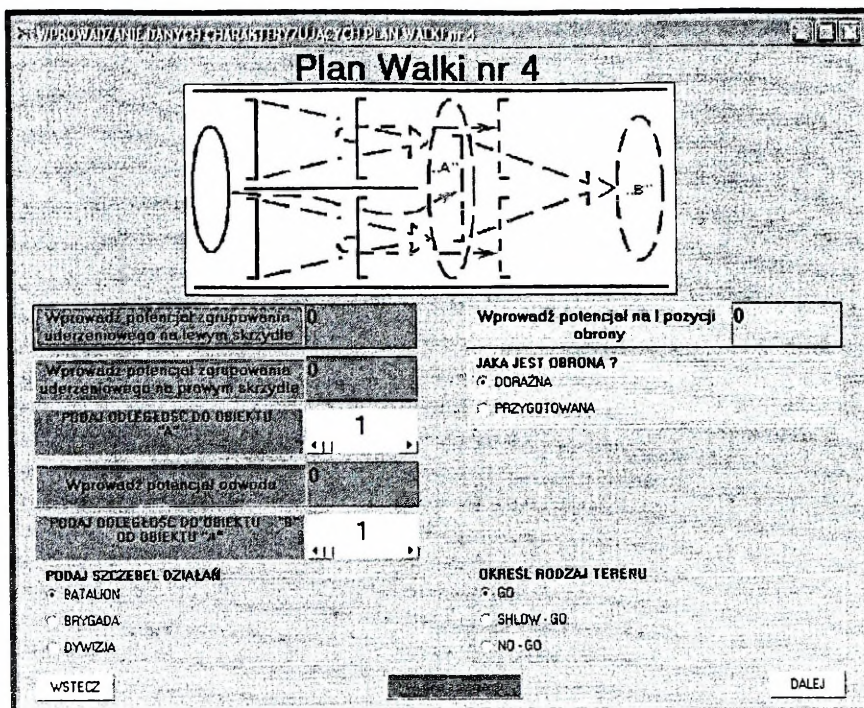 WPROWADZANIE DANYCH CHARAKTERYZUJĄCYCH PLAN WALKI nr 4
Plan Walki nr 4
„A”
„B”
Wprowadź potencjał zgrupowania
uderzeniowego na lewym skrzydle
0
Wprowadź potencjał zgrupowania
uderzeniowego na prawym skrzydle
0
PODAJ ODLEGŁOŚĆ DO OBIEKTU
"A"
1
Wprowadź potencjał odwodu
0
PODAJ ODLEGŁOŚĆ DO OBIEKTU "B"
OD OBIEKTU "A"
1
PODAJ SZCZEBEL DZIAŁAŃ
BATALION
BRYGADA
DYWIZJA
WSTECZ
Wprowadź potencjał na I pozycji
obrony
0
JAKA JEST OBRONA ?
DORAŹNA
PRZYGOTOWANA
OKREŚL RODZAJ TERENU
GO
SHLOW - GO
NO - GO
DALEJ